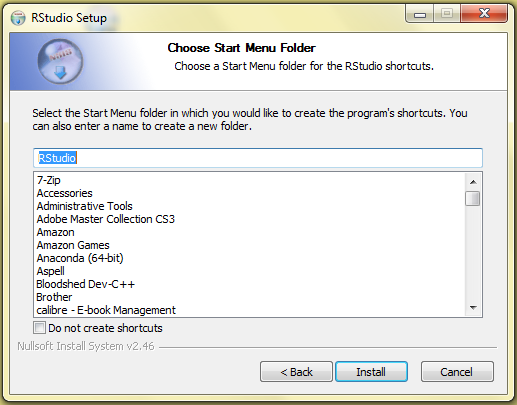 RStudio Setup
Choose Start Menu Folder
Choose a Start Menu folder for the RStudio shortcuts.
Select the Start Menu folder in which you would like to create the program's shortcuts. You
can also enter a name to create a new folder.
RStudio
7-Zip
Accessories
Administrative Tools
Adobe Master Collection CS3
Amazon
Amazon Games
Anaconda (64-bit)
Aspell
Bloodshed Dev-C++
Brother
calibre - E-book Management
Do not create shortcuts
Nullsoft Install System v2.46
< Back
Install
Cancel